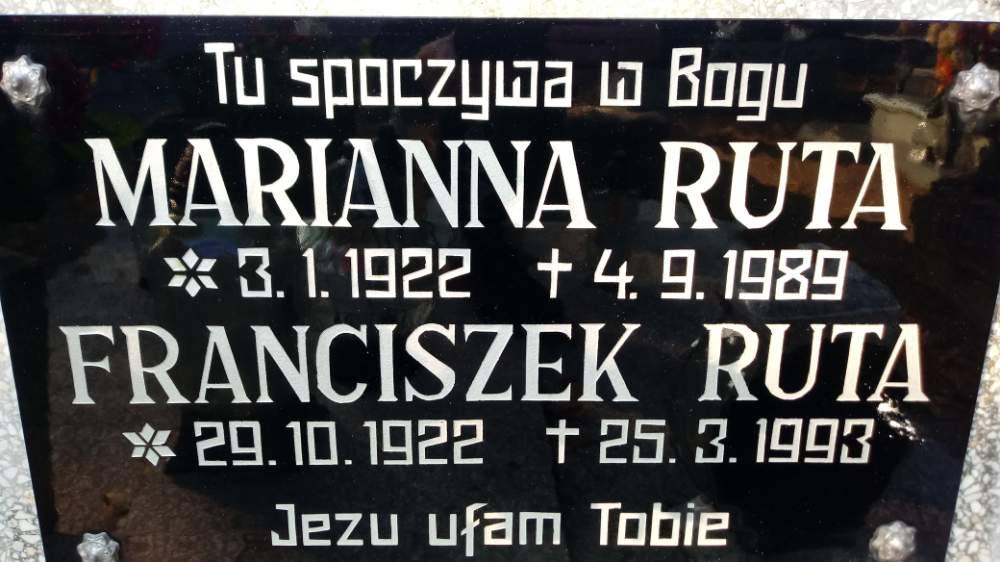 Tu spoczywa w Bogu
MARIANNA RUTA
* 3. 1. 1922 † 4. 9. 1989
FRANCISZEK RUTA
* 29. 10. 1922 † 25. 3. 1993
Jezu ufam Tobie